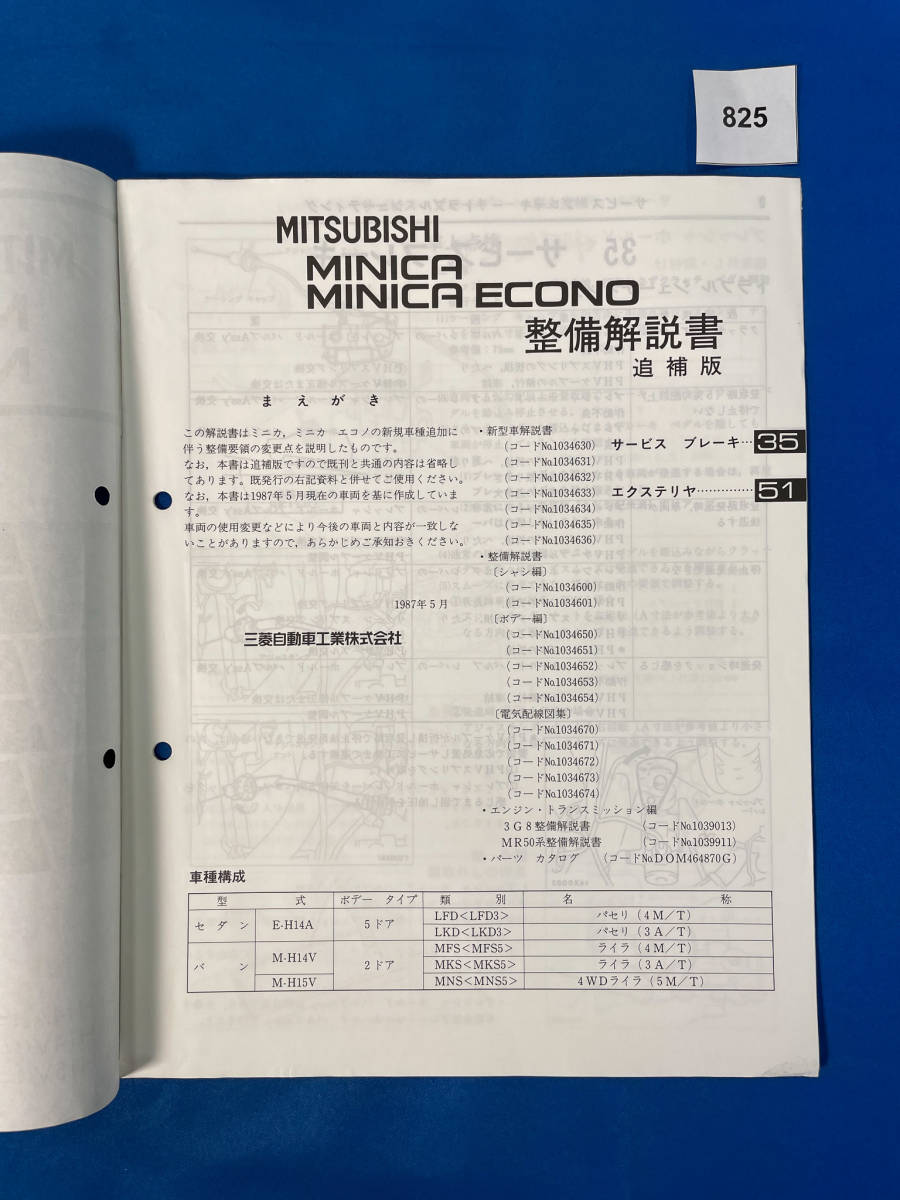 825
MITSUBISHI
MINICA
MINICA ECONO
整備解説書
追補版
まえがき
この解説書はミニカ，ミニカ エコノの新規車種追加に
伴う整備要領の変更点を説明したものです。
なお，本書は追補版ですので既刊と共通の内容は省略し
てあります。既発行の右記資料と併せてご使用ください。
なお，本書は1987年5月現在の車両を基に作成していま
す。
車両の使用変更などにより今後の車両と内容が一致しな
いことがありますので，あらかじめご承知おきください。
1987年5月
三菱自動車工業株式会社
・新型車解説書
（コードNo.1034630）
（コードNo.1034631）
（コードNo.1034632）
（コードNo.1034633）
（コードNo.1034634）
（コードNo.1034635）
（コードNo.1034636）
・整備解説書
〔シャシ編〕
（コードNo.1034600）
（コードNo.1034601）
〔ボデー編〕
（コードNo.1034650）
（コードNo.1034651）
（コードNo.1034652）
（コードNo.1034653）
（コードNo.1034654）
〔電気配線図集〕
（コードNo.1034670）
（コードNo.1034671）
（コードNo.1034672）
（コードNo.1034673）
（コードNo.1034674）
・エンジン・トランスミッション編
3G8整備解説書 （コードNo.1039013）
MR50系整備解説書 （コードNo.1039911）
・パーツ カタログ （コードNo.DOM464870G）
サービス ブレーキ… 35
エクステリヤ…………… 51
車種構成
型 式 ボデー タイプ 類 別 名 称
セダン E-H14A 5ドア LFD<LFD3> パセリ（4M/T）
LKD<LKD3> パセリ（3A/T）
バン M-H14V 2ドア MFS<MFS5> ライラ（4M/T）
MKS<MKS5> ライラ（3A/T）
M-H15V MNS<MNS5> 4WDライラ（5M/T）